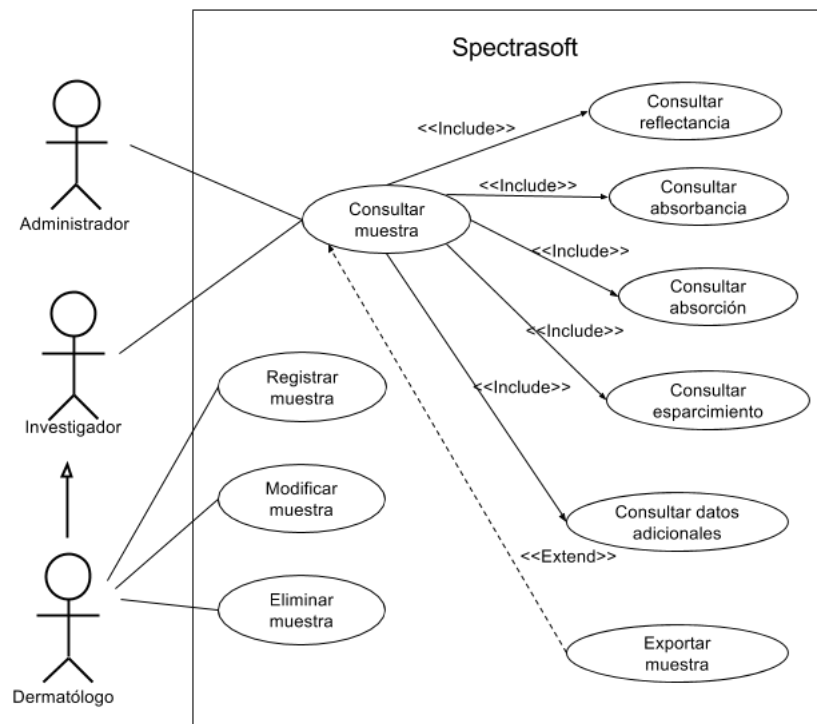 Spectrasoft
Consultar
reflectancia
<<Include>>
Consultar
absorbancia
<<Include>>
Consultar
muestra
Administrador
<<Include>>
Consultar
absorción
<<Include>>
Registrar
muestra
<<Include>>
Consultar
esparcimiento
Investigador
Modificar
muestra
Consultar datos
adicionales
<<Extend>>
Eliminar
muestra
Exportar
muestra
Dermatólogo